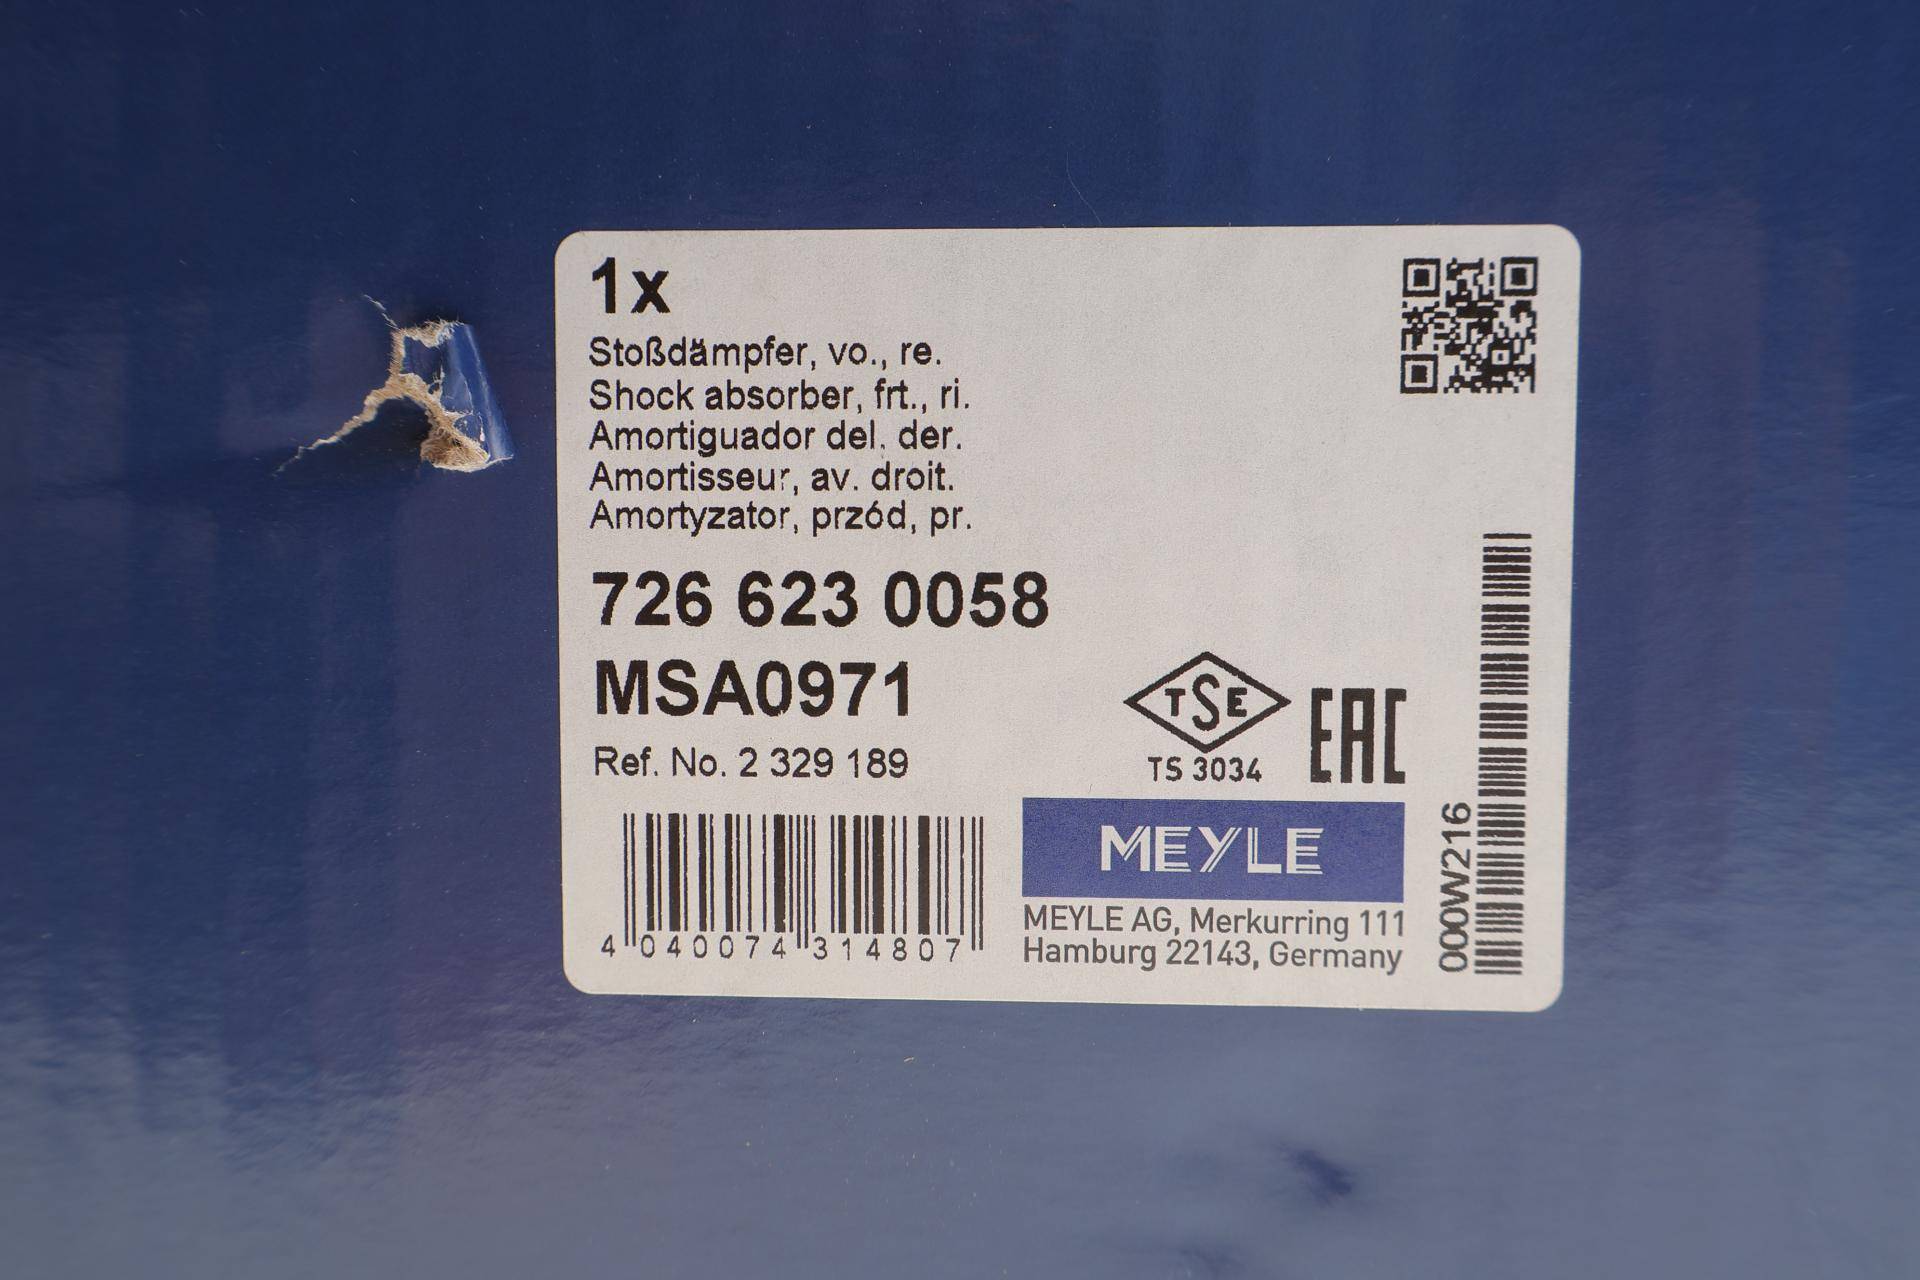 1x
Stoßdämpfer, vo., re.
Shock absorber, frt., ri.
Amortiguador del. der.
Amortisseur, av. droit.
Amortyzator, przód, pr.
726 623 0058
MSA0971
Ref. No. 2 329 189
TSE
TS 3034
EAC
4 040074 314807
MEYLE
MEYLE AG, Merkurring 111
Hamburg 22143, Germany
000W216